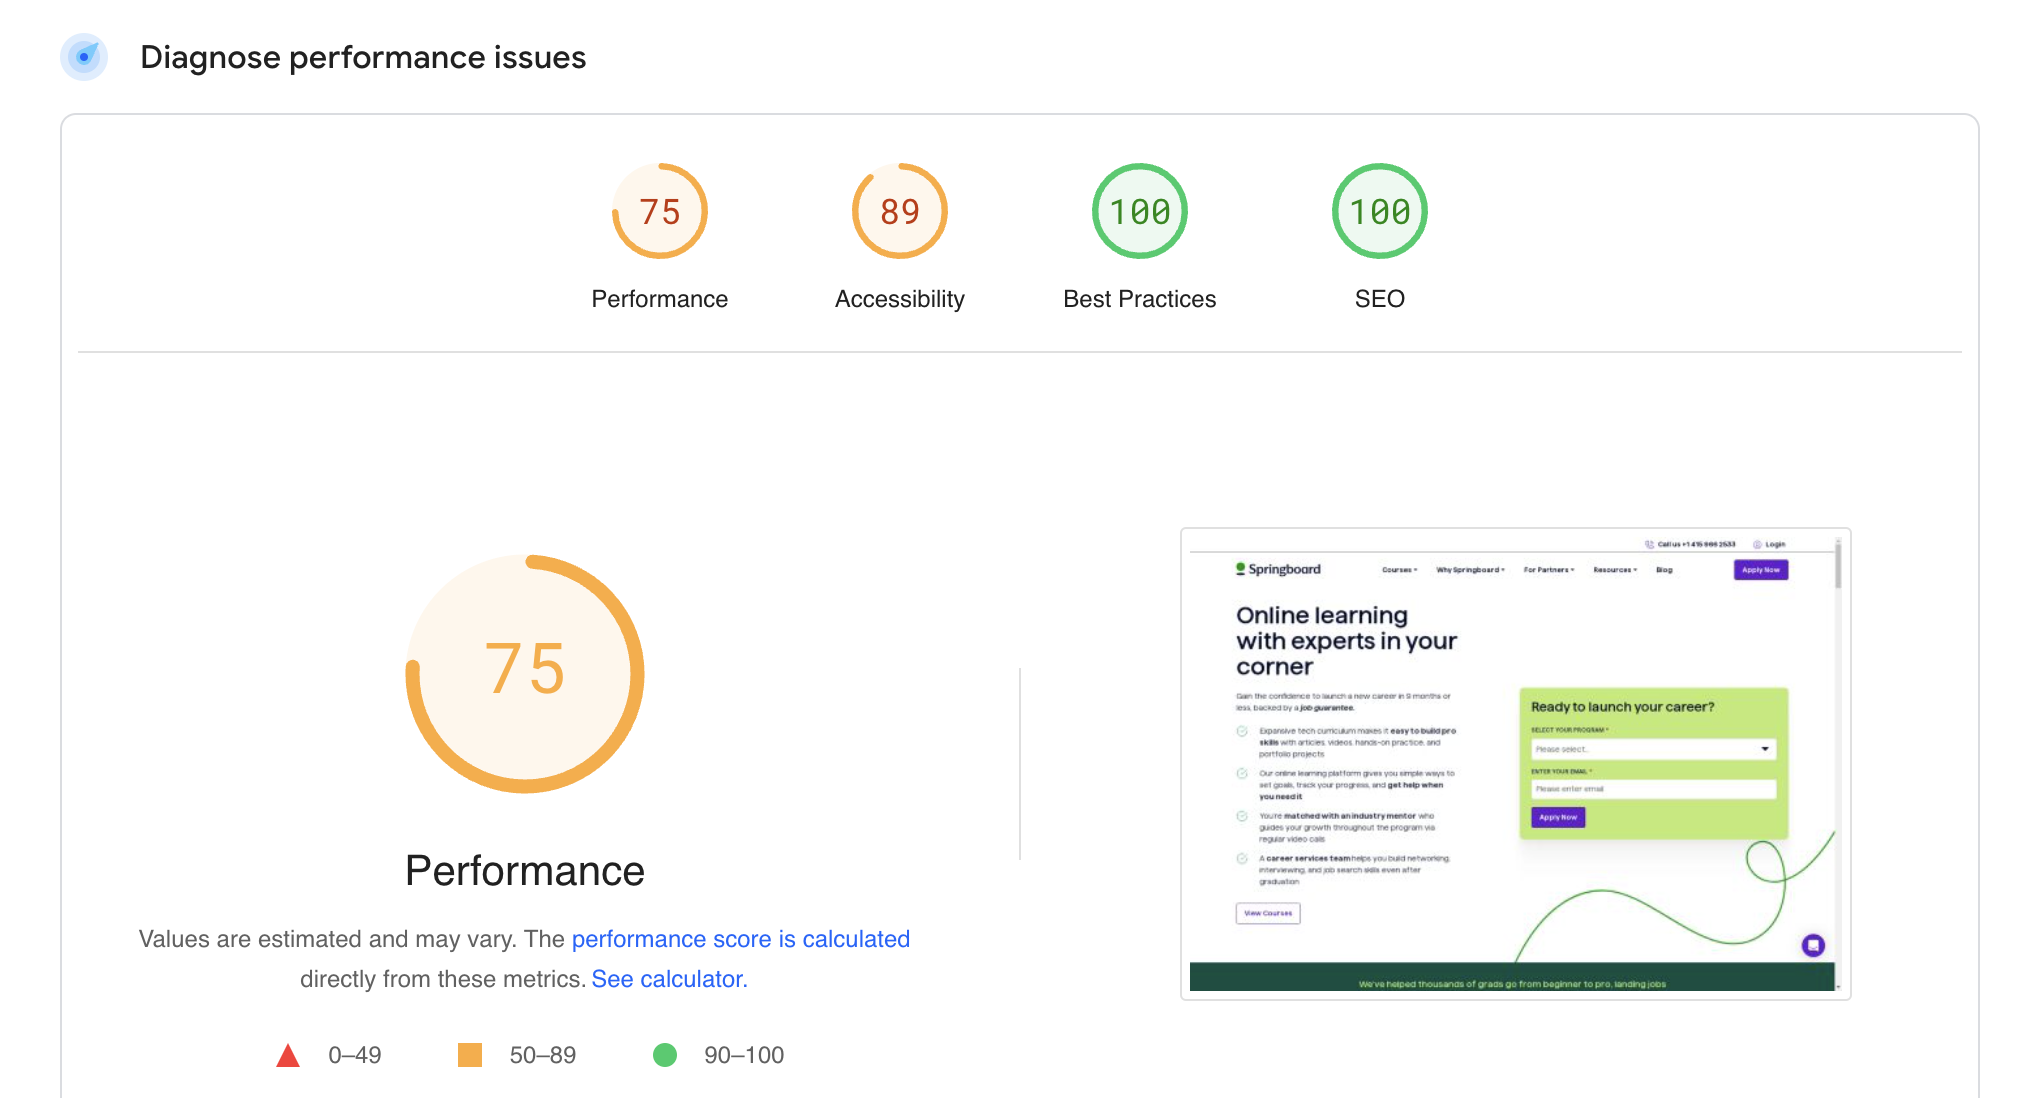 Diagnose performance issues
75
89
100
100
Performance
Accessibility
Best Practices
SEO
75
Performance
Values are estimated and may vary. The performance score is calculated
directly from these metrics. See calculator.
0–49
50–89
90–100
Call us +1 415 966 2533
Login
Springboard
Courses
Why Springboard
For Partners
Resources
Blog
Apply Now
Online learning
with experts in your
corner
Gain the confidence to launch a new career in 9 months or
less, backed by a job guarantee.
Expansive tech curriculum makes it easy to build pro
skills with articles, videos, hands-on practice, and
portfolio projects
Our online learning platform gives you simple ways to
set goals, track your progress, and get help when
you need it
You're matched with an industry mentor who
guides your growth throughout the program via
regular video calls
A career services team helps you build networking,
interviewing, and job search skills even after
graduation
View Courses
Ready to launch your career?
SELECT YOUR PROGRAM *
Please select..
ENTER YOUR EMAIL *
Please enter email
Apply Now
We've helped thousands of grads go from beginner to pro, landing jobs